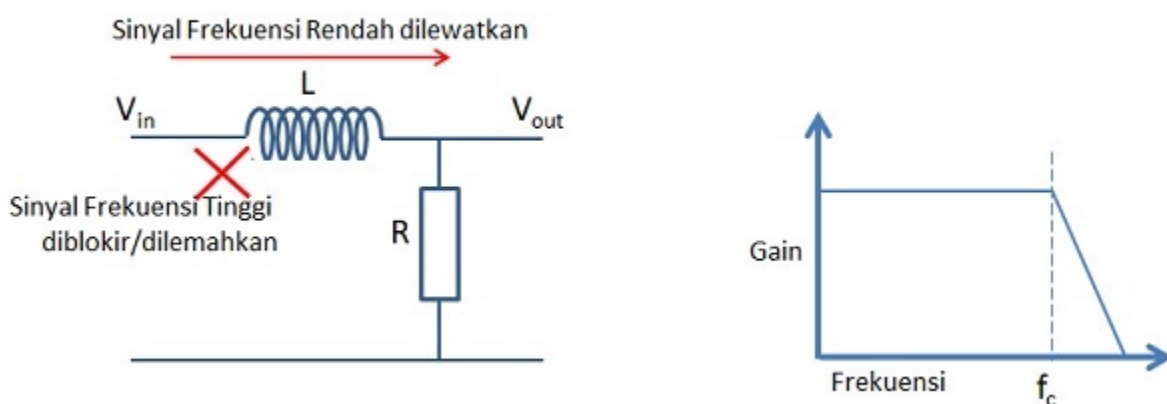 Sinyal Frekuensi Rendah dilewatkan
L
V_in
V_out
Sinyal Frekuensi Tinggi
diblokir/dilemahkan
R
Gain
Frekuensi
f_c